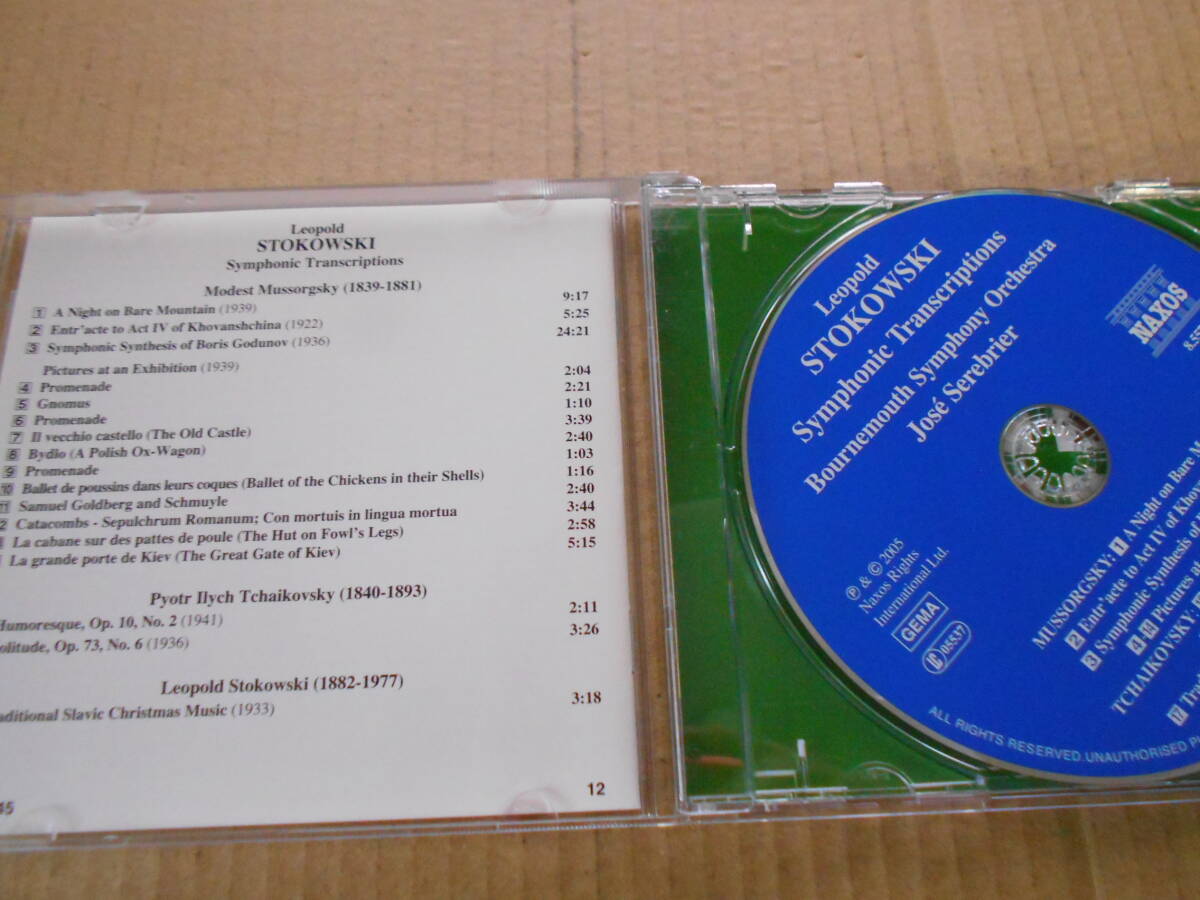 Leopold
STOKOWSKI
Symphonic Transcriptions
Modest Mussorgsky (1839-1881)
1 A Night on Bare Mountain (1939) 9:17
2 Entr'acte to Act IV of Khovanshchina (1922) 5:25
3 Symphonic Synthesis of Boris Godunov (1936) 24:21
Pictures at an Exhibition (1939)
4 Promenade 2:04
5 Gnomus 2:21
6 Promenade 1:10
7 Il vecchio castello (The Old Castle) 3:39
8 Bydlo (A Polish Ox-Wagon) 2:40
9 Promenade 1:03
10 Ballet de poussins dans leurs coques (Ballet of the Chickens in their Shells) 1:16
11 Samuel Goldberg and Schmuyle 2:40
2 Catacombs - Sepulchrum Romanum; Con mortuis in lingua mortua 3:44
La cabane sur des pattes de poule (The Hut on Fowl's Legs) 2:58
La grande porte de Kiev (The Great Gate of Kiev) 5:15
Pyotr Ilych Tchaikovsky (1840-1893)
Humoresque, Op. 10, No. 2 (1941) 2:11
olitude, Op. 73, No. 6 (1936) 3:26
Leopold Stokowski (1882-1977)
aditional Slavic Christmas Music (1933) 3:18
45
12
Leopold
STOKOWSKI
Symphonic Transcriptions
Bournemouth Symphony Orchestra
José Serebrier
NAXOS
8.55
℗ & © 2005
Naxos Rights
International Ltd.
GEMA
LC 05537
MUSSORGSKY: 1 A Night on Bare M
2 Entr'acte to Act IV of Khov
3 Symphonic Synthesis of
4- Pictures a
TCHAIKOVSKY:
17 Tra
ALL RIGHTS RESERVED. UNAUTHORISED P